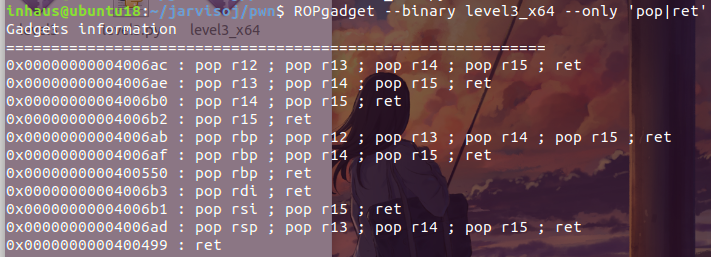 inhaus@ubuntu18:~/jarvisoj/pwn$ ROPgadget --binary level3_x64 --only 'pop|ret'
Gadgets information level3_x64
============================================================
0x00000000004006ac : pop r12 ; pop r13 ; pop r14 ; pop r15 ; ret
0x00000000004006ae : pop r13 ; pop r14 ; pop r15 ; ret
0x00000000004006b0 : pop r14 ; pop r15 ; ret
0x00000000004006b2 : pop r15 ; ret
0x00000000004006ab : pop rbp ; pop r12 ; pop r13 ; pop r14 ; pop r15 ; ret
0x00000000004006af : pop rbp ; pop r14 ; pop r15 ; ret
0x0000000000400550 : pop rbp ; ret
0x00000000004006b3 : pop rdi ; ret
0x00000000004006b1 : pop rsi ; pop r15 ; ret
0x00000000004006ad : pop rsp ; pop r13 ; pop r14 ; pop r15 ; ret
0x0000000000400499 : ret